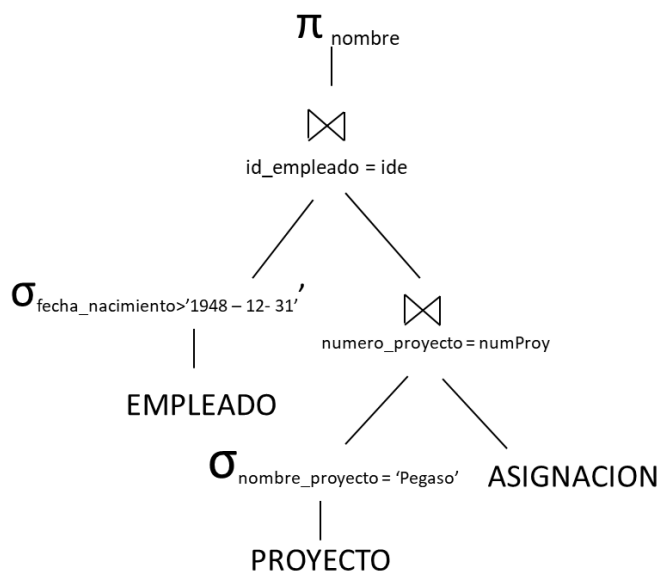 π nombre
⋈
id_empleado = ide
σ fecha_nacimiento>'1948 – 12- 31’ ’
⋈
numero_proyecto = numProy
EMPLEADO
σ nombre_proyecto = ‘Pegaso’
ASIGNACION
PROYECTO